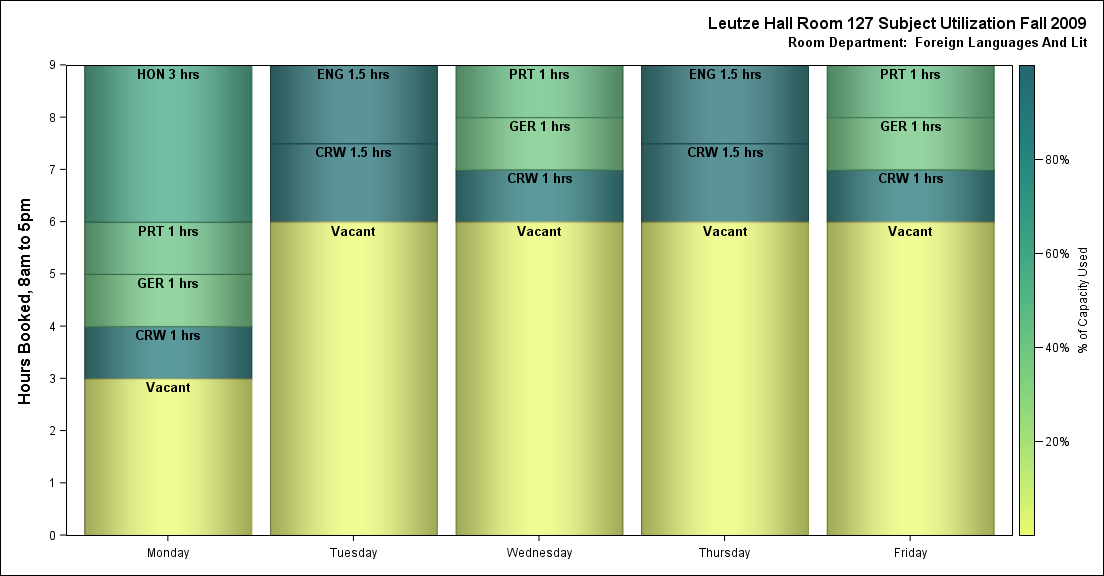 Leutze Hall Room 127 Subject Utilization Fall 2009
Room Department: Foreign Languages And Lit
Hours Booked, 8am to 5pm
9
8
7
6
5
4
3
2
1
0
HON 3 hrs
PRT 1 hrs
GER 1 hrs
CRW 1 hrs
Vacant
ENG 1.5 hrs
CRW 1.5 hrs
Vacant
PRT 1 hrs
GER 1 hrs
CRW 1 hrs
Vacant
ENG 1.5 hrs
CRW 1.5 hrs
Vacant
PRT 1 hrs
GER 1 hrs
CRW 1 hrs
Vacant
Monday
Tuesday
Wednesday
Thursday
Friday
80%
60%
40%
20%
% of Capacity Used